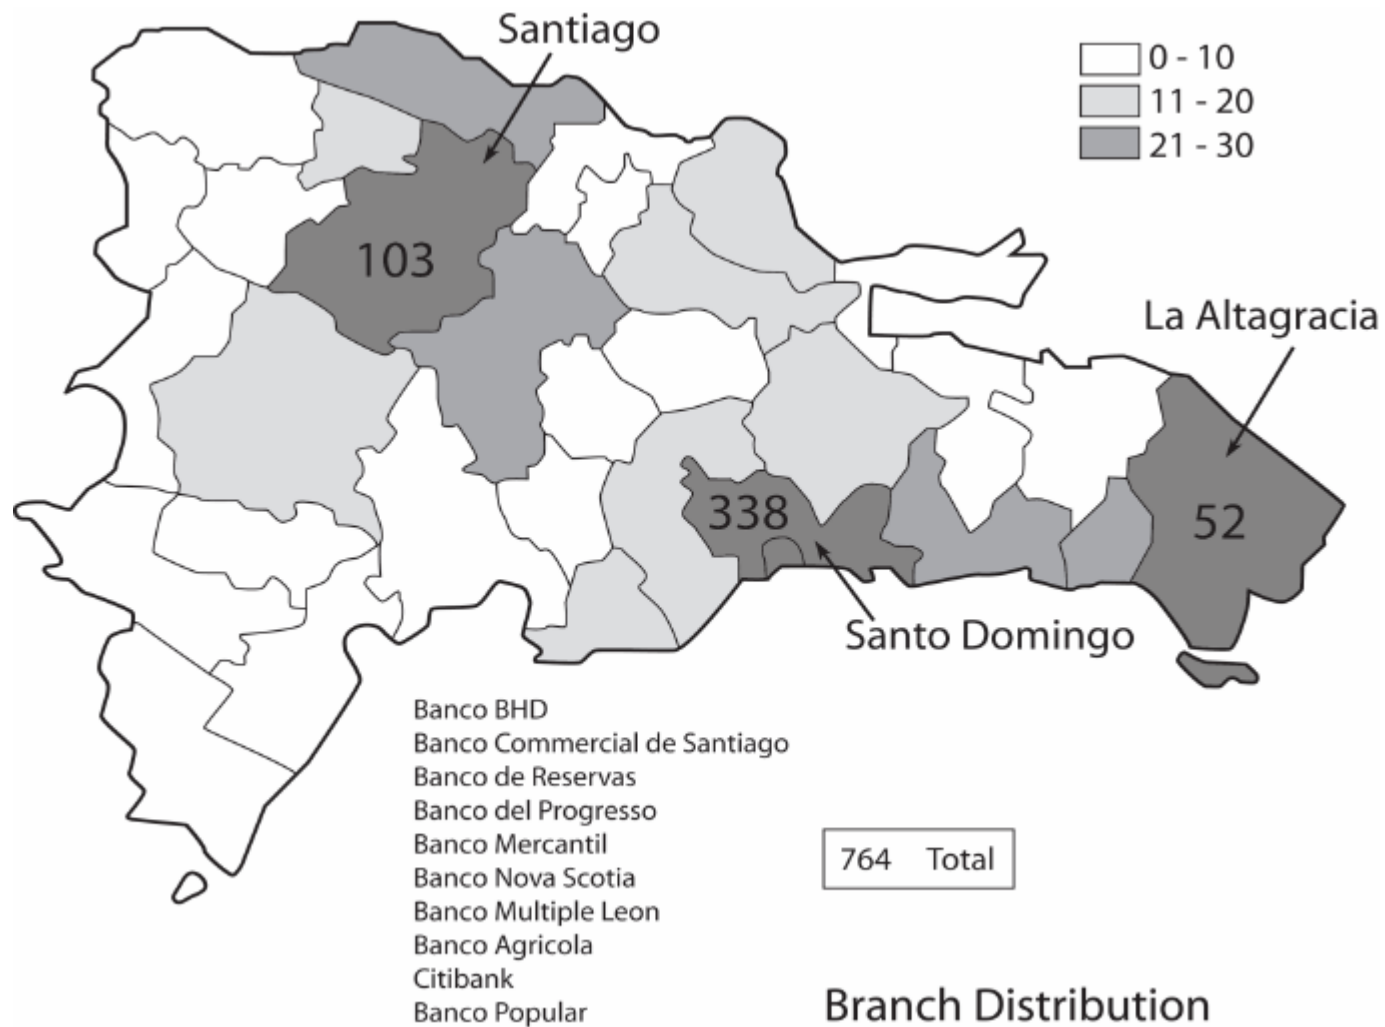 Santiago
0 - 10
11 - 20
21 - 30
103
La Altagracia
338
52
Santo Domingo
Banco BHD
Banco Commercial de Santiago
Banco de Reservas
Banco del Progresso
Banco Mercantil
Banco Nova Scotia
Banco Multiple Leon
Banco Agricola
Citibank
Banco Popular
764 Total
Branch Distribution